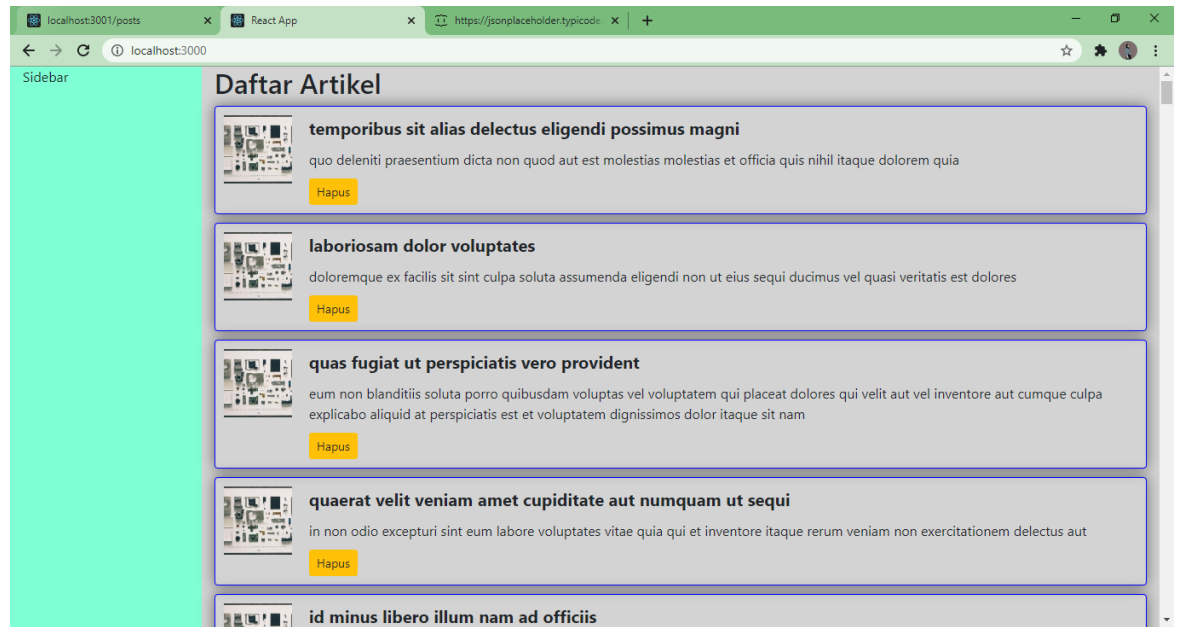 localhost:3001/posts
React App
https://jsonplaceholder.typicode.
localhost:3000
Sidebar
Daftar Artikel
temporibus sit alias delectus eligendi possimus magni
quo deleniti praesentium dicta non quod aut est molestias molestias et officia quis nihil itaque dolorem quia
Hapus
laboriosam dolor voluptates
doloremque ex facilis sit sint culpa soluta assumenda eligendi non ut eius sequi ducimus vel quasi veritatis est dolores
Hapus
quas fugiat ut perspiciatis vero provident
eum non blanditiis soluta porro quibusdam voluptas vel voluptatem qui placeat dolores qui velit aut vel inventore aut cumque culpa
explicabo aliquid at perspiciatis est et voluptatem dignissimos dolor itaque sit nam
Hapus
quaerat velit veniam amet cupiditate aut numquam ut sequi
in non odio excepturi sint eum labore voluptates vitae quia qui et inventore itaque rerum veniam non exercitationem delectus aut
Hapus
id minus libero illum nam ad officiis